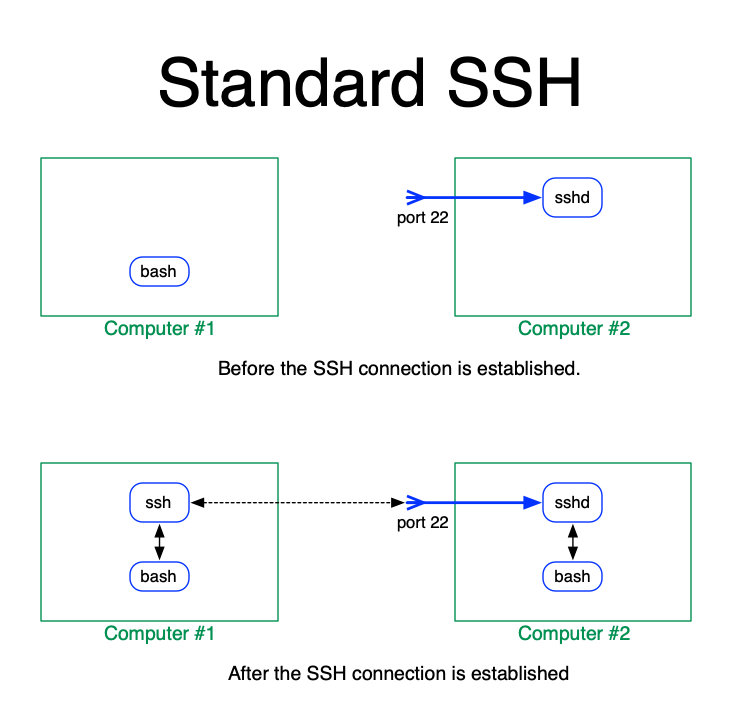 Standard SSH
sshd
port 22
bash
Computer #1
Computer #2
Before the SSH connection is established.
ssh
sshd
port 22
bash
bash
Computer #1
Computer #2
After the SSH connection is established